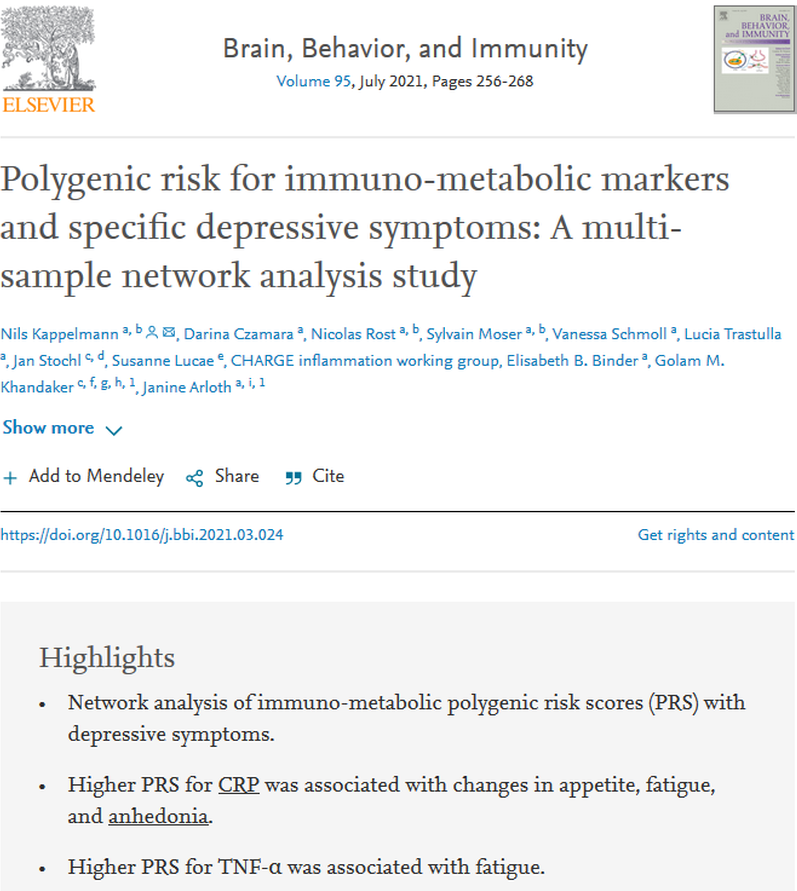 Brain, Behavior, and Immunity
BRAIN,
BEHAVIOR,
and IMMUNITY
Volume 95, July 2021, Pages 256-268
ELSEVIER
Polygenic risk for immuno-metabolic markers
and specific depressive symptoms: A multi-
sample network analysis study
Nils Kappelmann a, b, Darina Czamara a, Nicolas Rost a, b, Sylvain Moser a, b, Vanessa Schmoll a, Lucia Trastulla
a, Jan Stochl c, d, Susanne Lucae e, CHARGE inflammation working group, Elisabeth B. Binder a, Golam M.
Khandaker c, f, g, h, 1, Janine Arloth a, i, 1
Show more
Add to Mendeley Share Cite
https://doi.org/10.1016/j.bbi.2021.03.024 Get rights and content
Highlights
• Network analysis of immuno-metabolic polygenic risk scores (PRS) with
depressive symptoms.
• Higher PRS for CRP was associated with changes in appetite, fatigue,
and anhedonia.
• Higher PRS for TNF-α was associated with fatigue.